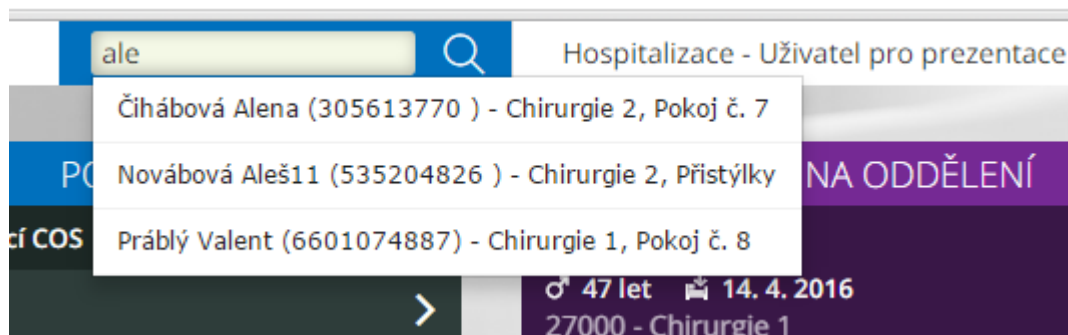 ale
Hospitalizace - Uživatel pro prezentace
Čihábová Alena (305613770 ) - Chirurgie 2, Pokoj č. 7
Novábová Aleš11 (535204826 ) - Chirurgie 2, Přistýlky
NA ODDĚLENÍ
cí COS
Práblý Valent (6601074887) - Chirurgie 1, Pokoj č. 8
47 let 14. 4. 2016
27000 - Chirurgie 1